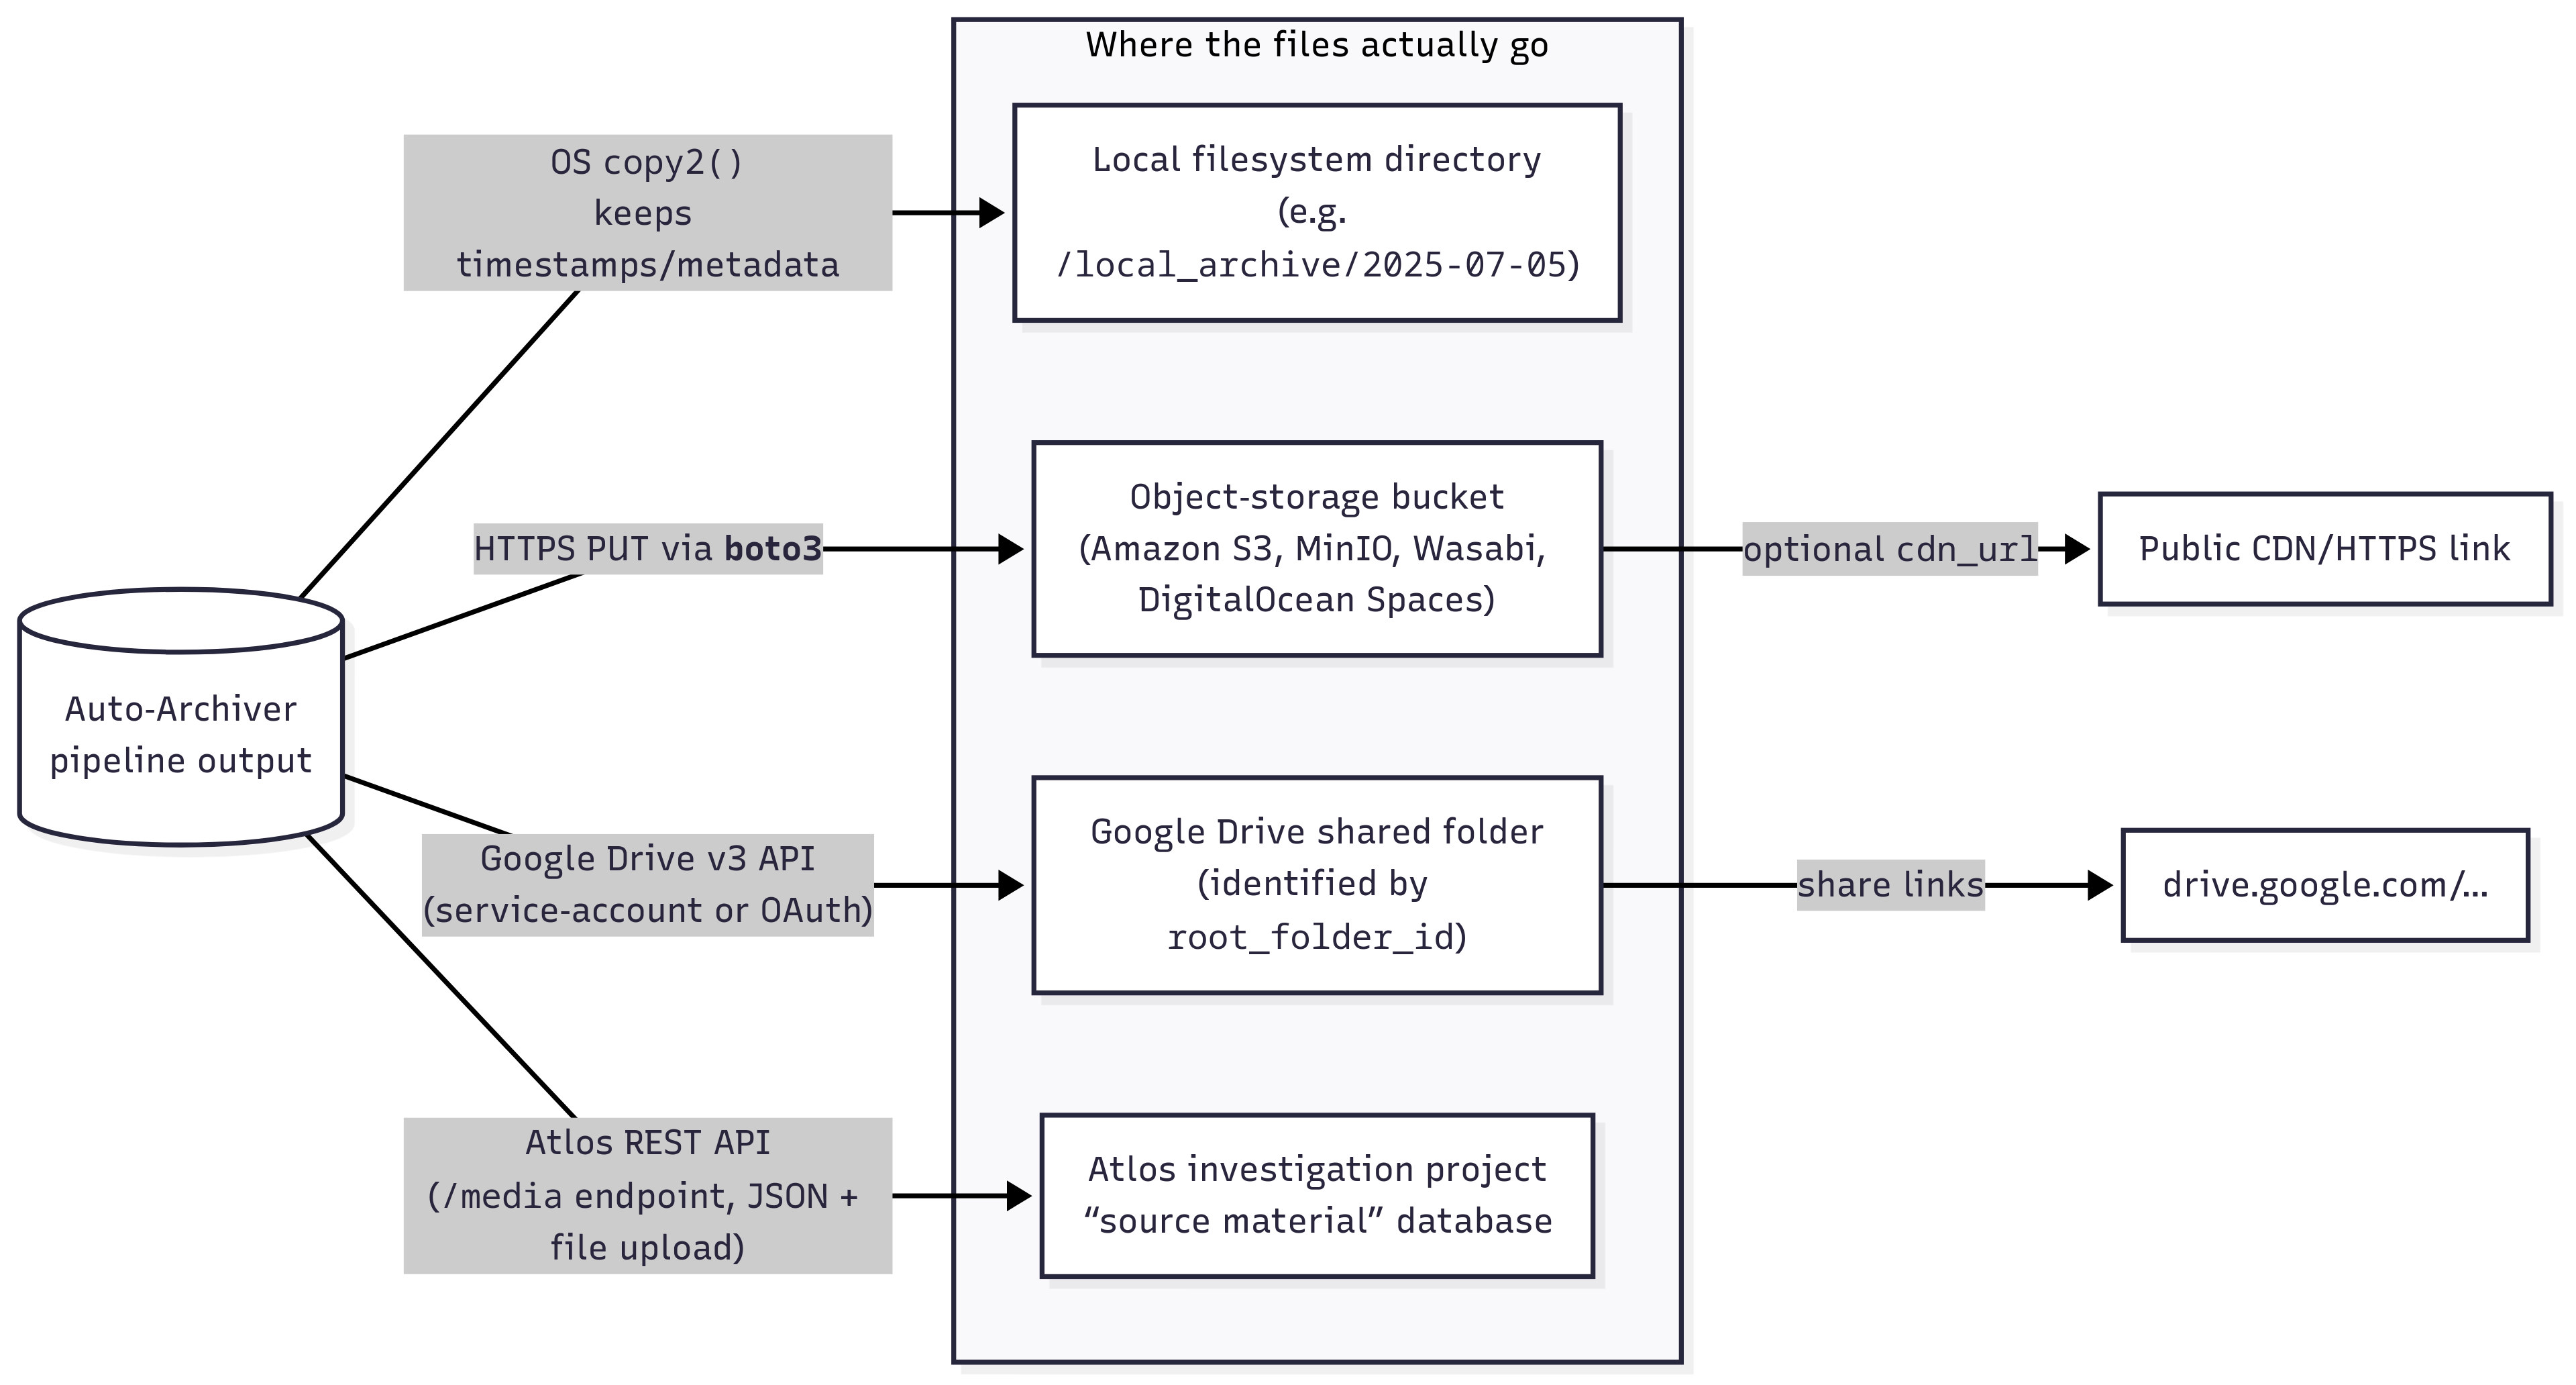 Where the files actually go
OS copy2()
keeps
timestamps/metadata
Local filesystem directory
(e.g.
/local_archive/2025-07-05)
HTTPS PUT via boto3
Object-storage bucket
(Amazon S3, MinIO, Wasabi,
DigitalOcean Spaces)
optional cdn_url
Public CDN/HTTPS link
Auto-Archiver
pipeline output
Google Drive v3 API
(service-account or OAuth)
Google Drive shared folder
(identified by
root_folder_id)
share links
drive.google.com/…
Atlos REST API
(/media endpoint, JSON +
file upload)
Atlos investigation project
“source material” database